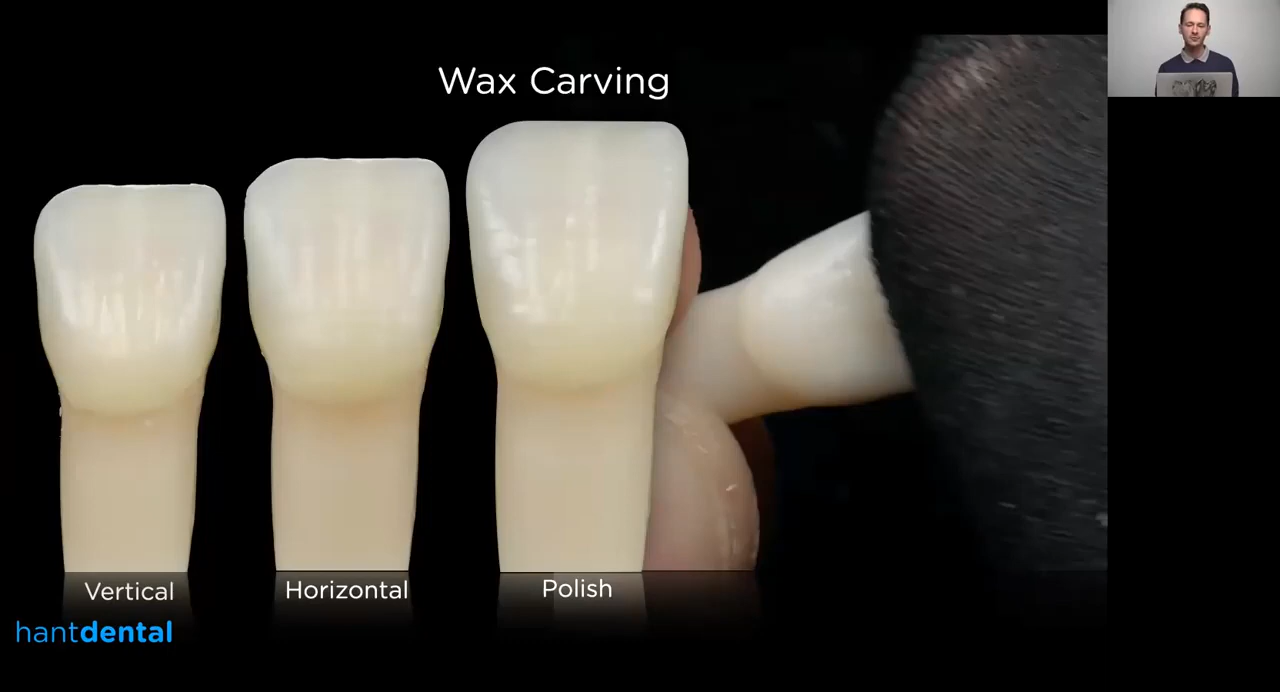 Wax Carving
Vertical
Horizontal
Polish
hantdental